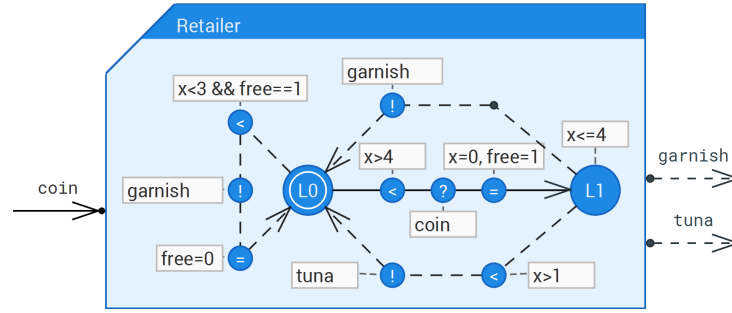 Retailer
garnish
x<3 && free==1
!
<
x<=4
x>4
x=0, free=1
garnish
coin
garnish
!
L0
<
?
=
L1
coin
tuna
free=0
=
tuna
!
<
x>1